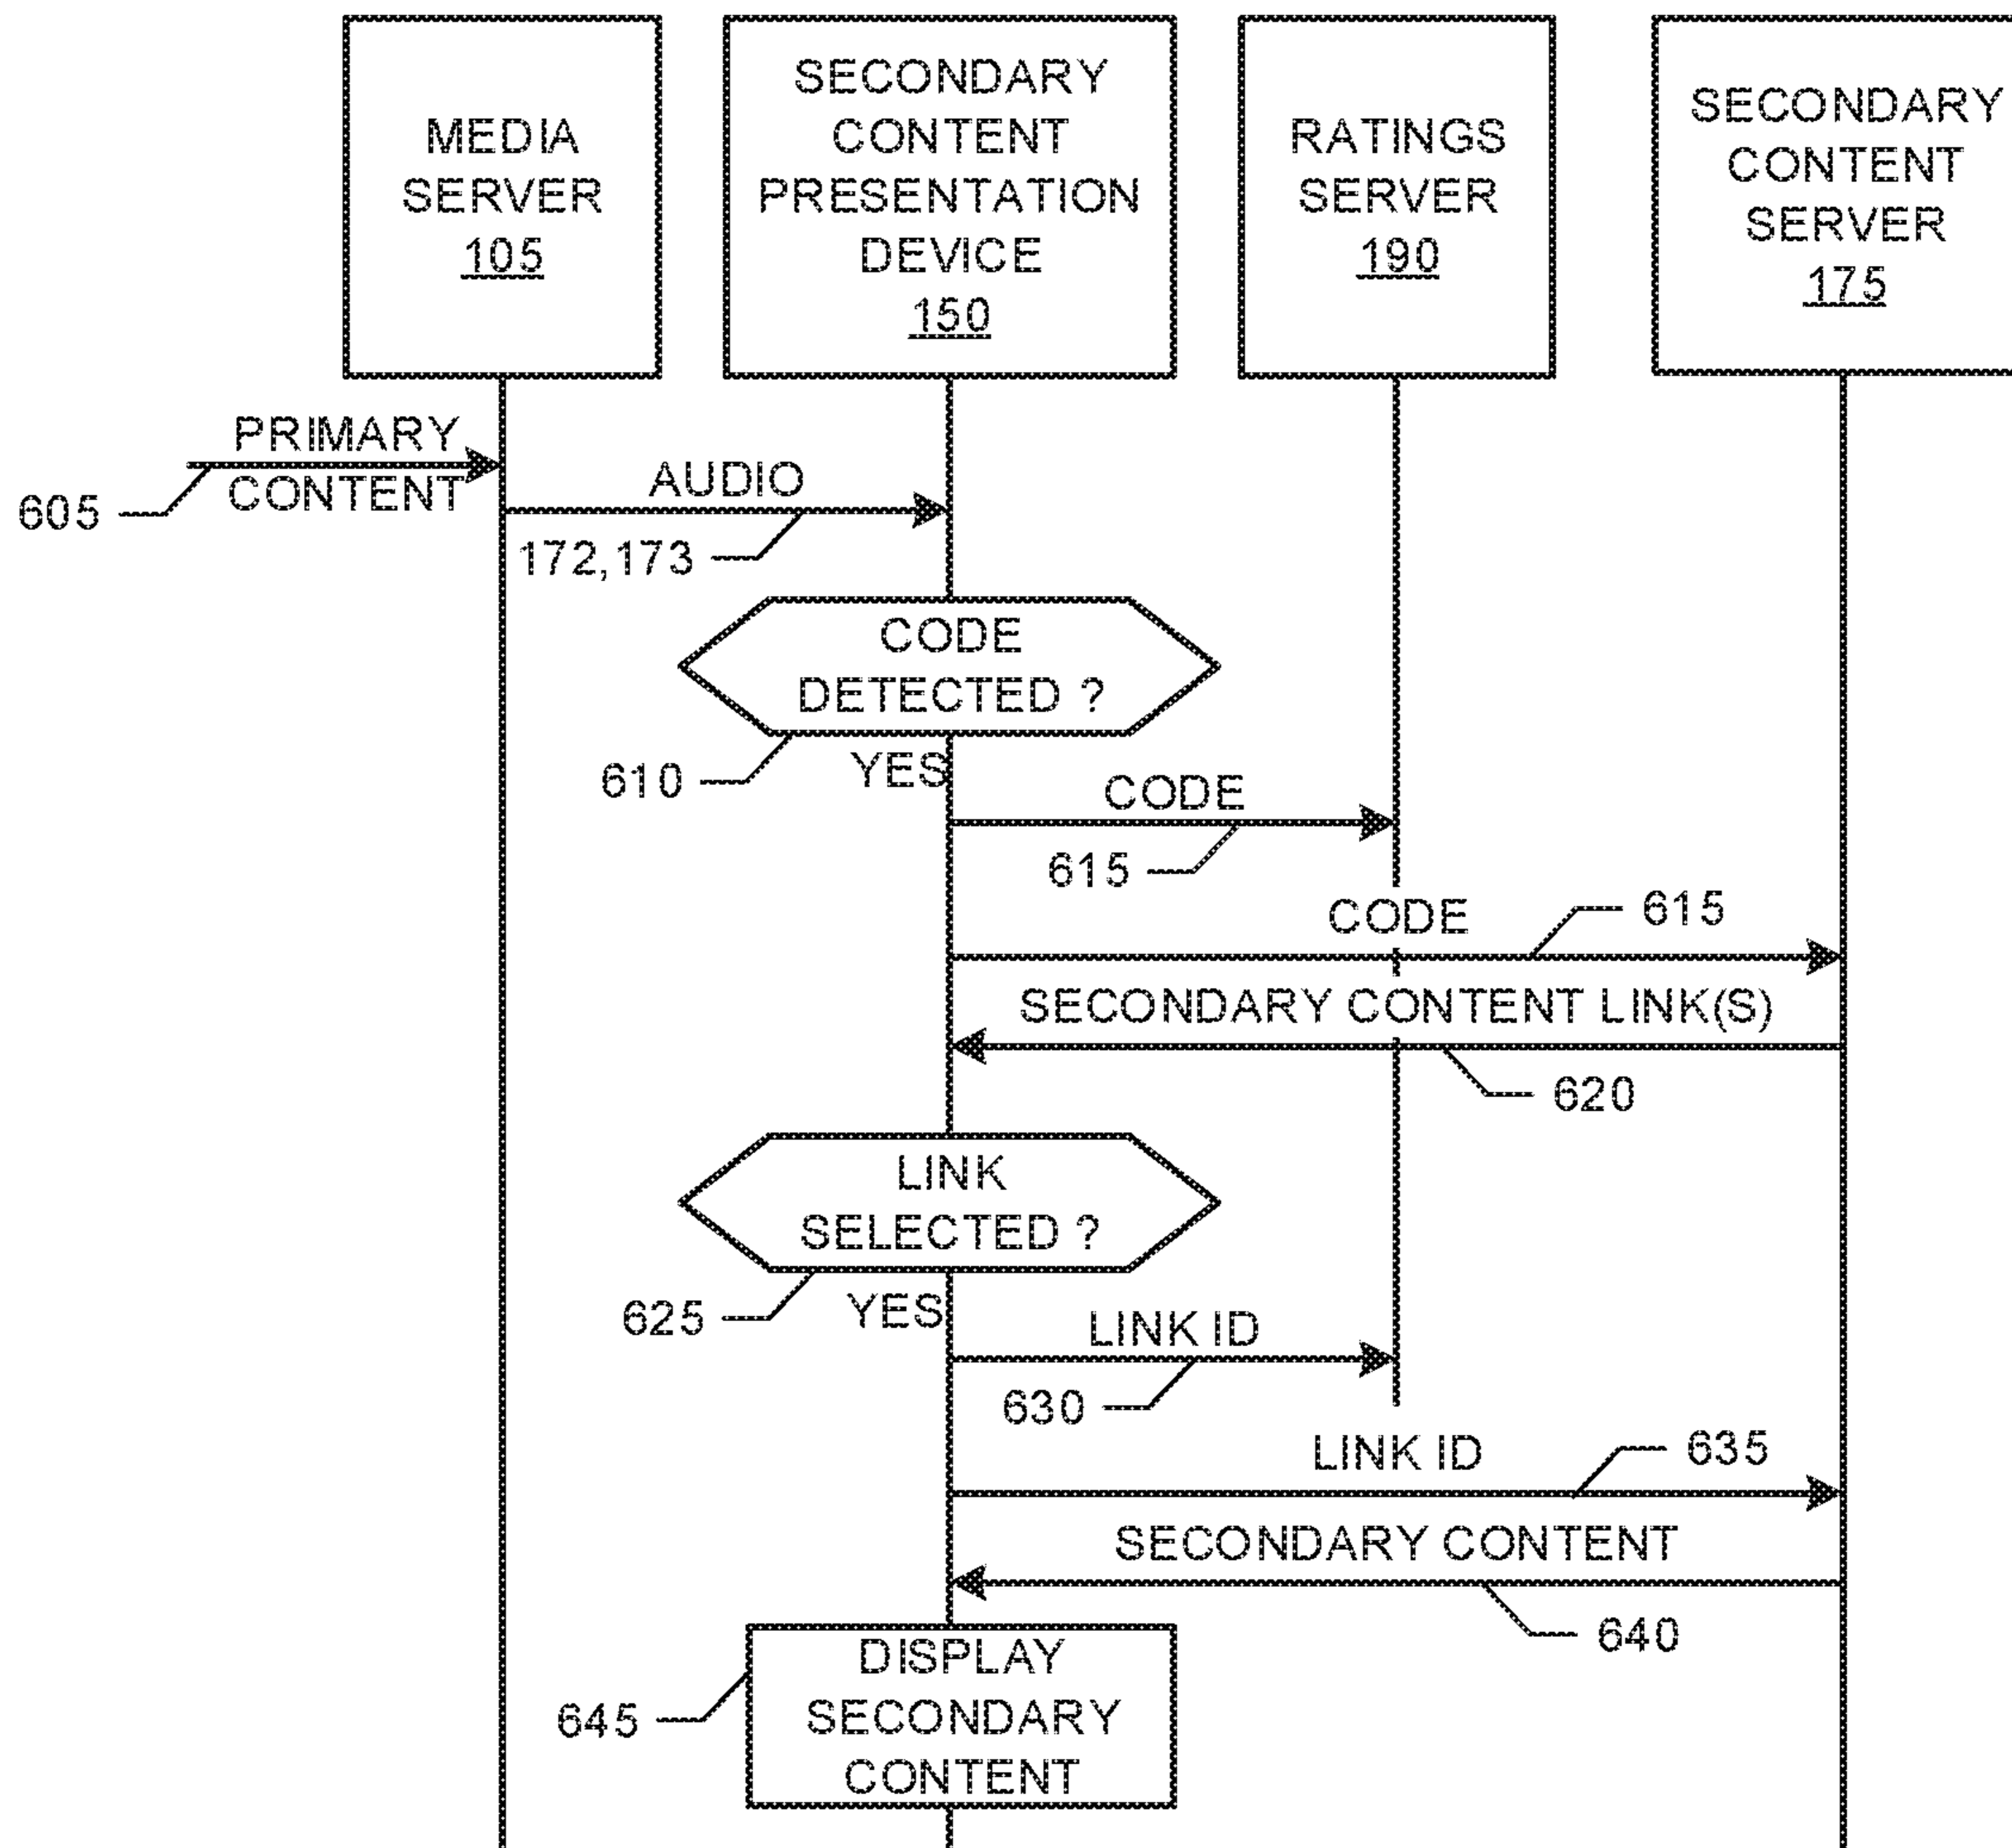 MEDIA
SERVER
105
SECONDARY
CONTENT
PRESENTATION
DEVICE
150
RATINGS
SERVER
190
SECONDARY
CONTENT
SERVER
175
PRIMARY
CONTENT
605
AUDIO
172,173
CODE
DETECTED ?
610
YES
CODE
615
CODE
615
SECONDARY CONTENT LINK(S)
620
LINK
SELECTED ?
625
YES
LINK ID
630
LINK ID
635
SECONDARY CONTENT
640
DISPLAY
SECONDARY
CONTENT
645